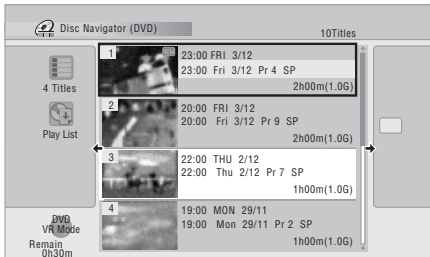 Disc Navigator (DVD)
10Titles
4 Titles
Play List
DVD
VR Mode
Remain
0h30m
1
23:00 FRI 3/12
23:00 Fri 3/12 Pr 4 SP
2h00m(1.0G)
2
20:00 FRI 3/12
20:00 Fri 3/12 Pr 9 SP
2h00m(1.0G)
3
22:00 THU 2/12
22:00 Thu 2/12 Pr 7 SP
1h00m(1.0G)
4
19:00 MON 29/11
19:00 Mon 29/11 Pr 2 SP
1h00m(1.0G)